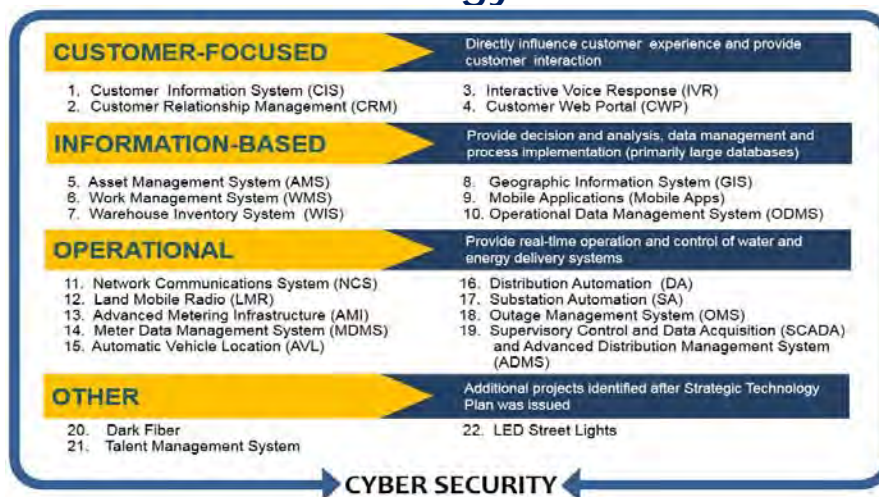 CUSTOMER-FOCUSED
Directly influence customer experience and provide
customer interaction
1. Customer Information System (CIS)
2. Customer Relationship Management (CRM)
3. Interactive Voice Response (IVR)
4. Customer Web Portal (CWP)
INFORMATION-BASED
Provide decision and analysis, data management and
process implementation (primarily large databases)
5. Asset Management System (AMS)
6. Work Management System (WMS)
7. Warehouse Inventory System (WIS)
8. Geographic Information System (GIS)
9. Mobile Applications (Mobile Apps)
10. Operational Data Management System (ODMS)
OPERATIONAL
Provide real-time operation and control of water and
energy delivery systems
11. Network Communications System (NCS)
12. Land Mobile Radio (LMR)
13. Advanced Metering Infrastructure (AMI)
14. Meter Data Management System (MDMS)
15. Automatic Vehicle Location (AVL)
16. Distribution Automation (DA)
17. Substation Automation (SA)
18. Outage Management System (OMS)
19. Supervisory Control and Data Acquisition (SCADA)
and Advanced Distribution Management System
(ADMS)
OTHER
Additional projects identified after Strategic Technology
Plan was issued
20. Dark Fiber
21. Talent Management System
22. LED Street Lights
CYBER SECURITY